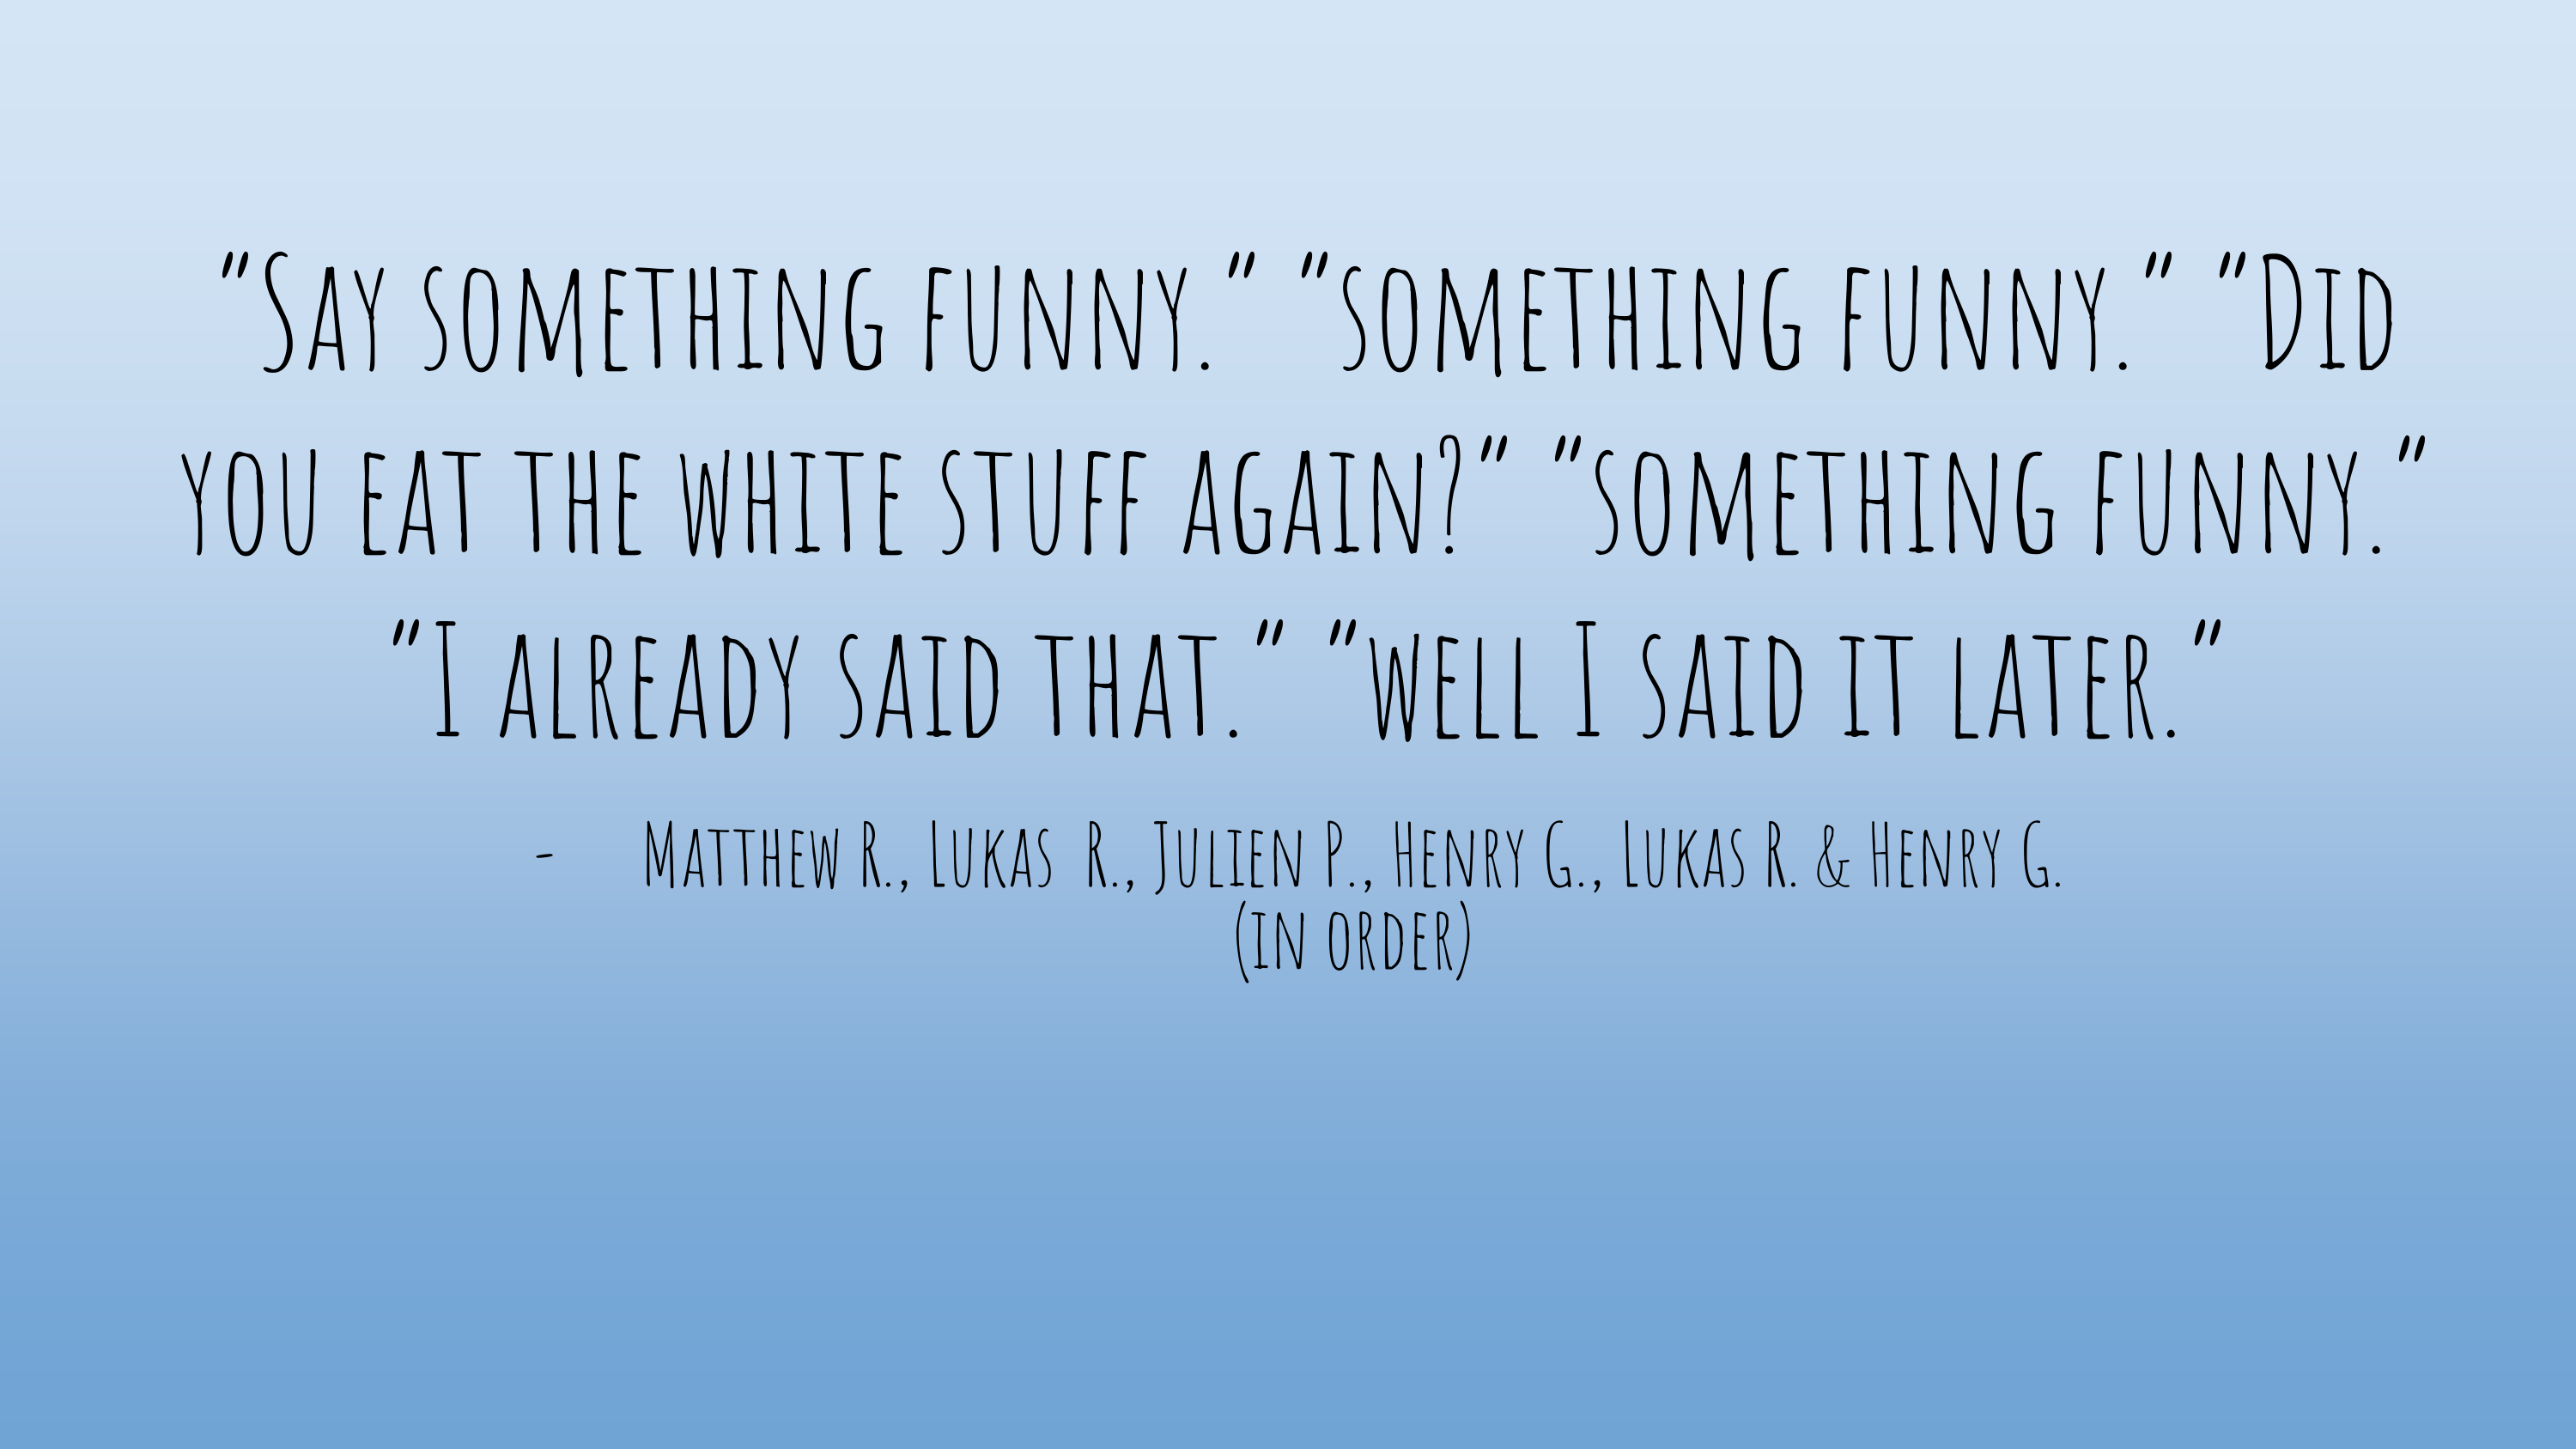 "Say something funny." "something funny." "Did
you eat the white stuff again?" "something funny."
"I already said that." "well I said it later."
- Matthew R., Lukas R., Julien P., Henry G., Lukas R. & Henry G.
(in order)